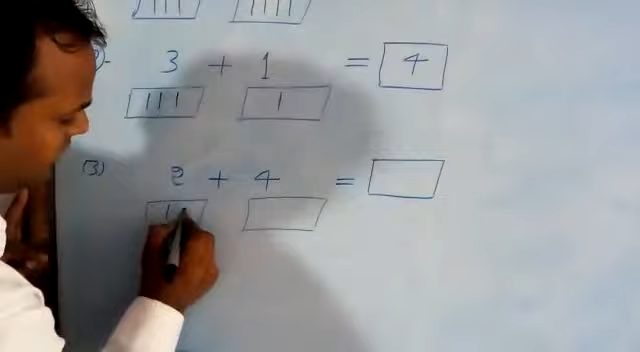 ||| ||||
3 + 1 = 4
||| |
(3) 2 + 4 =
| |